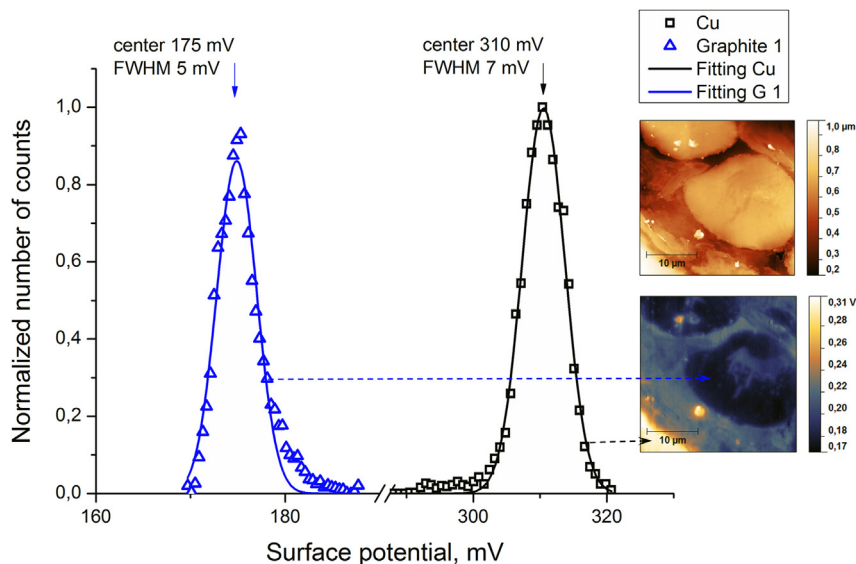 center 175 mV
FWHM 5 mV
center 310 mV
FWHM 7 mV
Cu
Graphite 1
Fitting Cu
Fitting G 1
Normalized number of counts
1,0
0,8
0,6
0,4
0,2
0,0
160
180
300
320
Surface potential, mV
10 µm
1,0 µm
0,8
0,7
0,6
0,5
0,4
0,3
0,2
10 µm
0,31 V
0,28
0,26
0,24
0,22
0,20
0,18
0,17